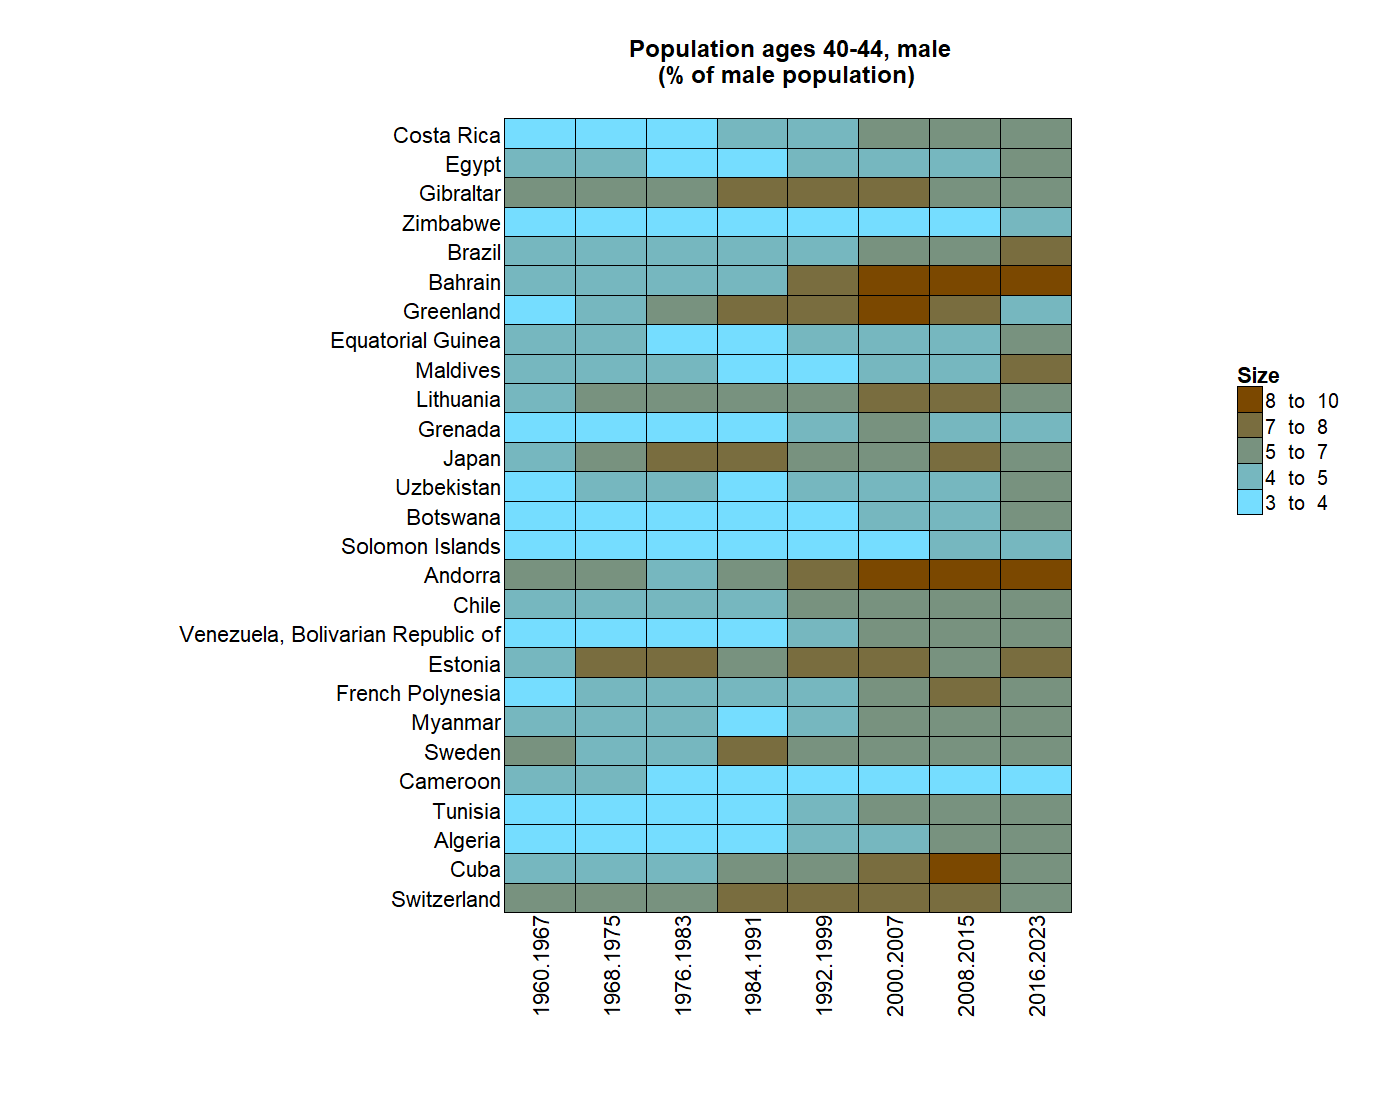 Population ages 40-44, male
(% of male population)
Costa Rica
Egypt
Gibraltar
Zimbabwe
Brazil
Bahrain
Greenland
Equatorial Guinea
Maldives
Lithuania
Grenada
Japan
Uzbekistan
Botswana
Solomon Islands
Andorra
Chile
Venezuela, Bolivarian Republic of
Estonia
French Polynesia
Myanmar
Sweden
Cameroon
Tunisia
Algeria
Cuba
Switzerland
1960.1967
1968.1975
1976.1983
1984.1991
1992.1999
2000.2007
2008.2015
2016.2023
Size
8 to 10
7 to 8
5 to 7
4 to 5
3 to 4